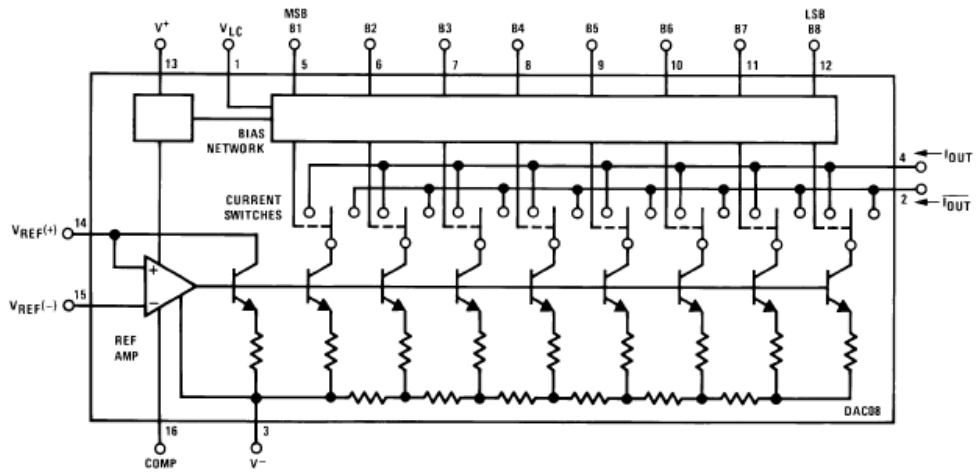 MSB LSB
V+ VLC B1 B2 B3 B4 B5 B6 B7 B8
13 1 5 6 7 8 9 10 11 12
BIAS
NETWORK
4 IOUT
CURRENT
SWITCHES
2 IOUT
14
VREF(+)
+
15
VREF(−)
−
REF
AMP
DAC08
16 3
COMP V−